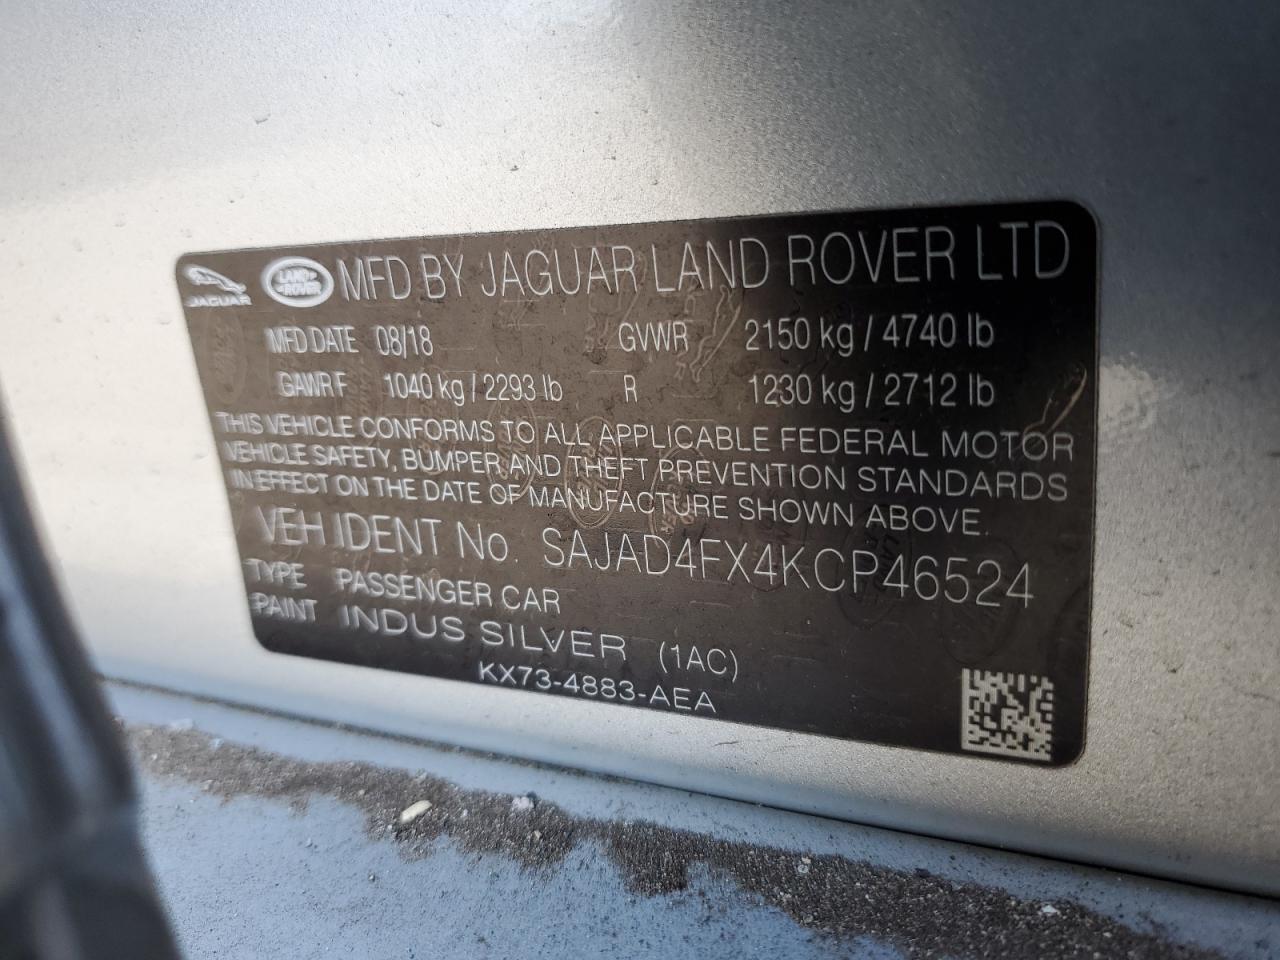 JAGUAR LAND ROVER MFD BY JAGUAR LAND ROVER LTD
MFD DATE 08/18 GVWR 2150 kg / 4740 lb
GAWR F 1040 kg / 2293 lb R 1230 kg / 2712 lb
THIS VEHICLE CONFORMS TO ALL APPLICABLE FEDERAL MOTOR
VEHICLE SAFETY, BUMPER AND THEFT PREVENTION STANDARDS
IN EFFECT ON THE DATE OF MANUFACTURE SHOWN ABOVE.
VEH IDENT No. SAJAD4FX4KCP46524
TYPE PASSENGER CAR
PAINT INDUS SILVER (1AC)
KX73-4883-AEA